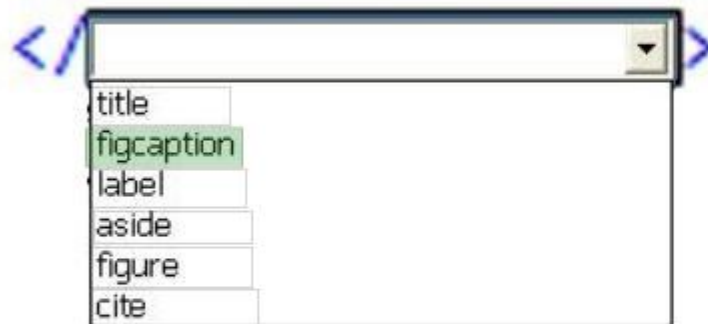 </ >
title
figcaption
label
aside
figure
cite